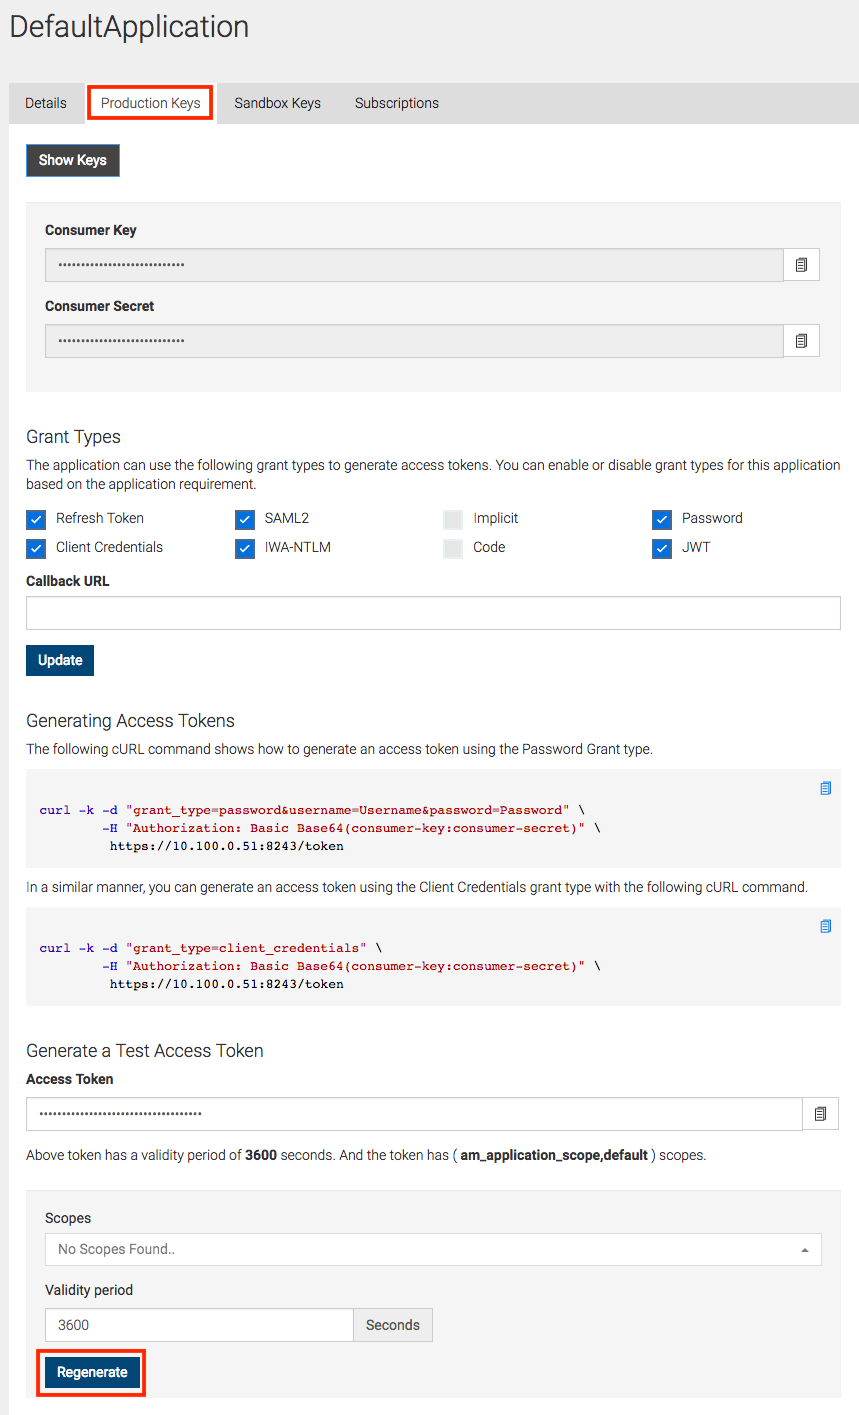 DefaultApplication
Details Production Keys Sandbox Keys Subscriptions
Show Keys
Consumer Key
••••••••••••••••••••••••••••
Consumer Secret
••••••••••••••••••••••••••••
Grant Types
The application can use the following grant types to generate access tokens. You can enable or disable grant types for this application
based on the application requirement.
Refresh Token SAML2 Implicit Password
Client Credentials IWA-NTLM Code JWT
Callback URL
Update
Generating Access Tokens
The following cURL command shows how to generate an access token using the Password Grant type.
curl -k -d "grant_type=password&username=Username&password=Password" \
-H "Authorization: Basic Base64(consumer-key:consumer-secret)" \
https://10.100.0.51:8243/token
In a similar manner, you can generate an access token using the Client Credentials grant type with the following cURL command.
curl -k -d "grant_type=client_credentials" \
-H "Authorization: Basic Base64(consumer-key:consumer-secret)" \
https://10.100.0.51:8243/token
Generate a Test Access Token
Access Token
••••••••••••••••••••••••••••••••••••
Above token has a validity period of 3600 seconds. And the token has ( am_application_scope,default ) scopes.
Scopes
No Scopes Found..
Validity period
3600 Seconds
Regenerate